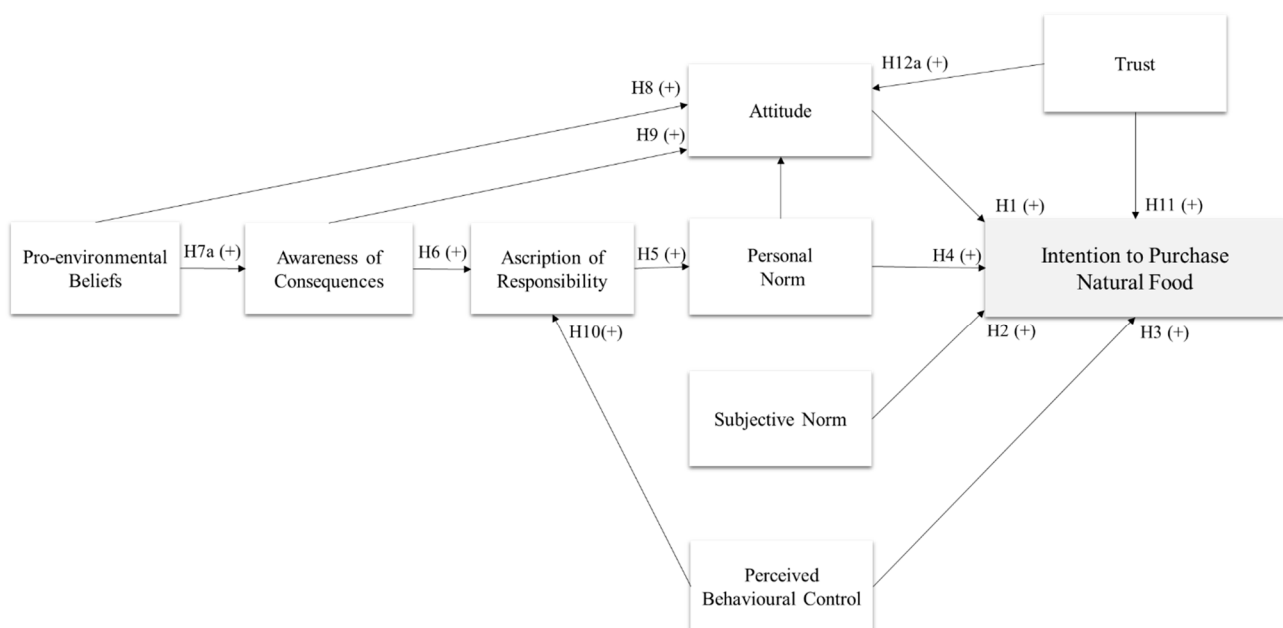 Trust
H12a (+)
H8 (+)
Attitude
H9 (+)
H1 (+)
H11 (+)
Pro-environmental
Beliefs
H7a (+)
Awareness of
Consequences
H6 (+)
Ascription of
Responsibility
H5 (+)
Personal
Norm
H4 (+)
Intention to Purchase
Natural Food
H10(+)
H2 (+)
H3 (+)
Subjective Norm
Perceived
Behavioural Control